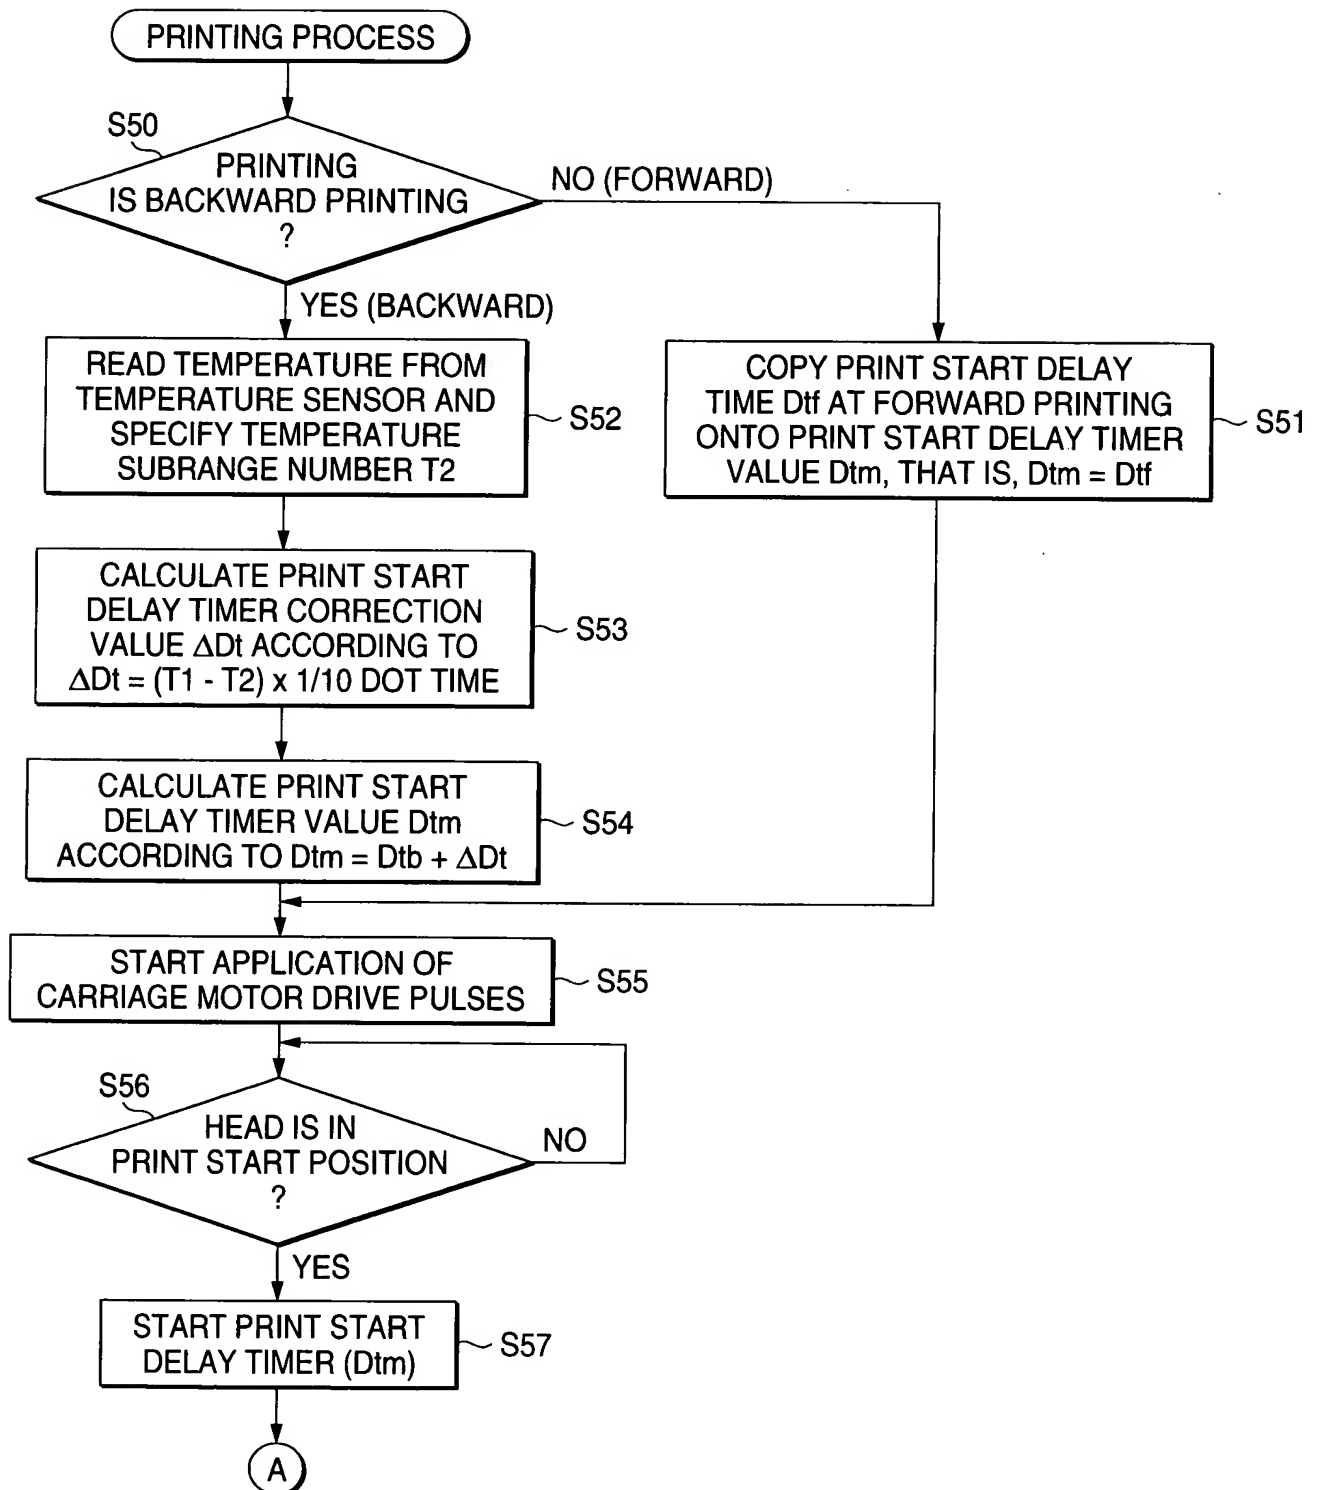 PRINTING PROCESS
S50
PRINTING
IS BACKWARD PRINTING
?
NO (FORWARD)
YES (BACKWARD)
READ TEMPERATURE FROM
TEMPERATURE SENSOR AND
SPECIFY TEMPERATURE
SUBRANGE NUMBER T2
S52
COPY PRINT START DELAY
TIME Dtf AT FORWARD PRINTING
ONTO PRINT START DELAY TIMER
VALUE Dtm, THAT IS, Dtm = Dtf
S51
CALCULATE PRINT START
DELAY TIMER CORRECTION
VALUE ΔDt ACCORDING TO
ΔDt = (T1 - T2) x 1/10 DOT TIME
S53
CALCULATE PRINT START
DELAY TIMER VALUE Dtm
ACCORDING TO Dtm = Dtb + ΔDt
S54
START APPLICATION OF
CARRIAGE MOTOR DRIVE PULSES
S55
S56
HEAD IS IN
PRINT START POSITION
?
NO
YES
START PRINT START
DELAY TIMER (Dtm)
S57
A